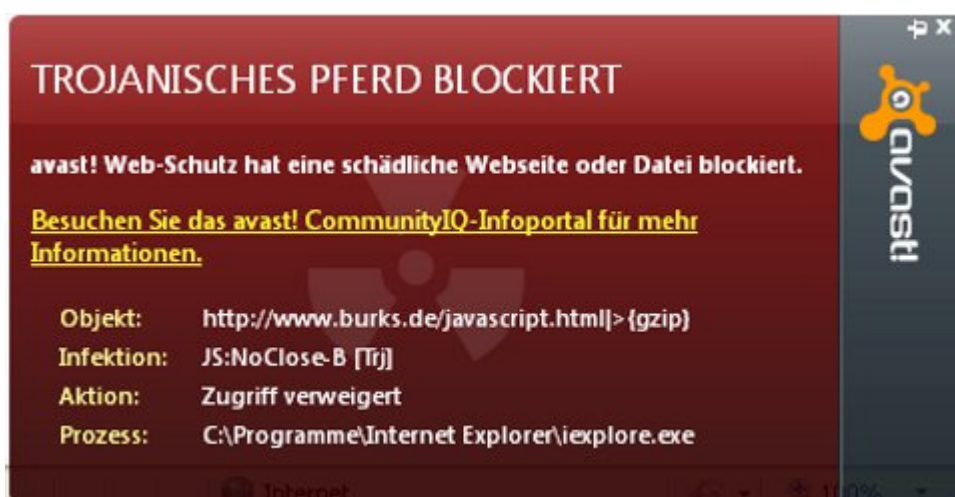 TROJANISCHES PFERD BLOCKIERT
avast! Web-Schutz hat eine schädliche Webseite oder Datei blockiert.
Besuchen Sie das avast! CommunityIQ-Infoportal für mehr
Informationen.
Objekt: http://www.burks.de/javascript.html|>{gzip}
Infektion: JS:NoClose-B [Trj]
Aktion: Zugriff verweigert
Prozess: C:\Programme\Internet Explorer\iexplore.exe
avast!
Internet
100%